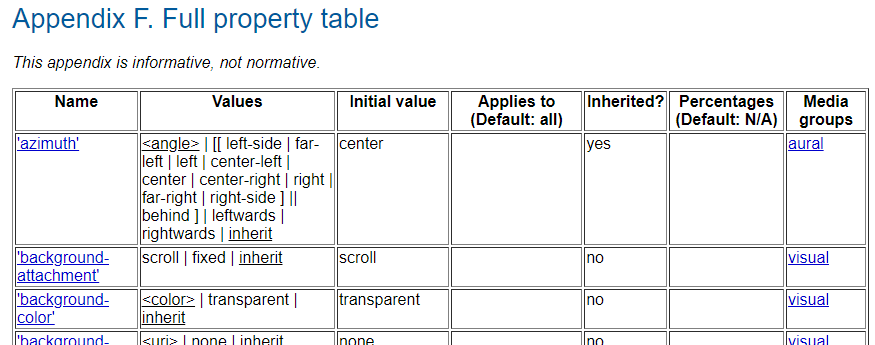 Appendix F. Full property table
This appendix is informative, not normative.
Name Values Initial value Applies to (Default: all) Inherited? Percentages (Default: N/A) Media groups
'azimuth' <angle> | [[ left-side | far- center yes aural
left | left | center-left |
center | center-right | right |
far-right | right-side ] ||
behind ] | leftwards |
rightwards | inherit
'background- scroll | fixed | inherit scroll no visual
attachment'
'background- <color> | transparent | transparent no visual
color' inherit
'background- <uri> | none | inherit none no visual